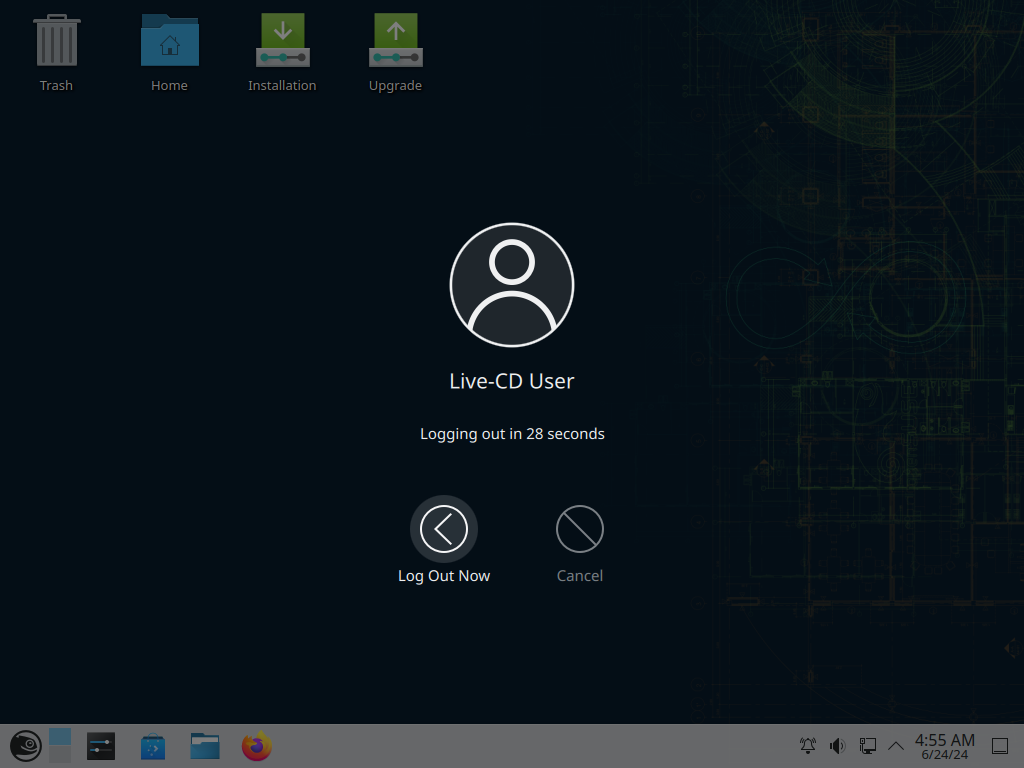 Trash
Home
Installation
Upgrade
Live-CD User
Logging out in 28 seconds
Log Out Now
Cancel
4:55 AM
6/24/24